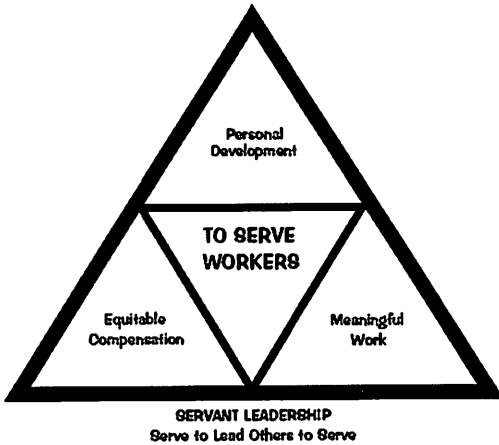 Personal
Development
TO SERVE
WORKERS
Equitable
Compensation
Meaningful
Work
SERVANT LEADERSHIP
Serve to Lead Others to Serve